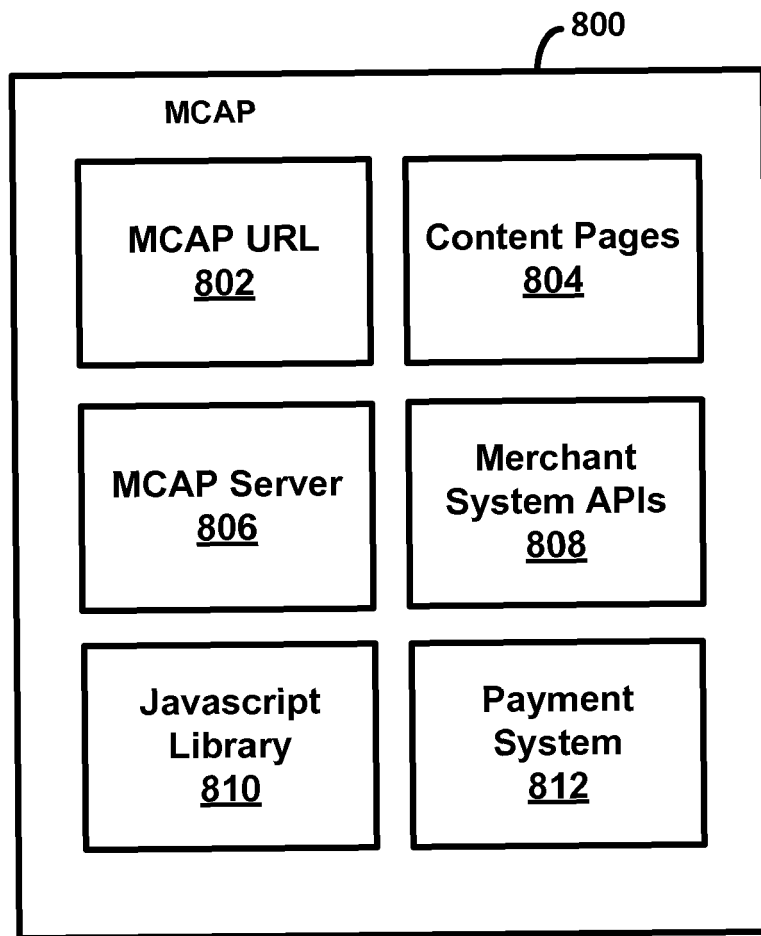 800
MCAP
MCAP URL
802
Content Pages
804
MCAP Server
806
Merchant
System APIs
808
Javascript
Library
810
Payment
System
812